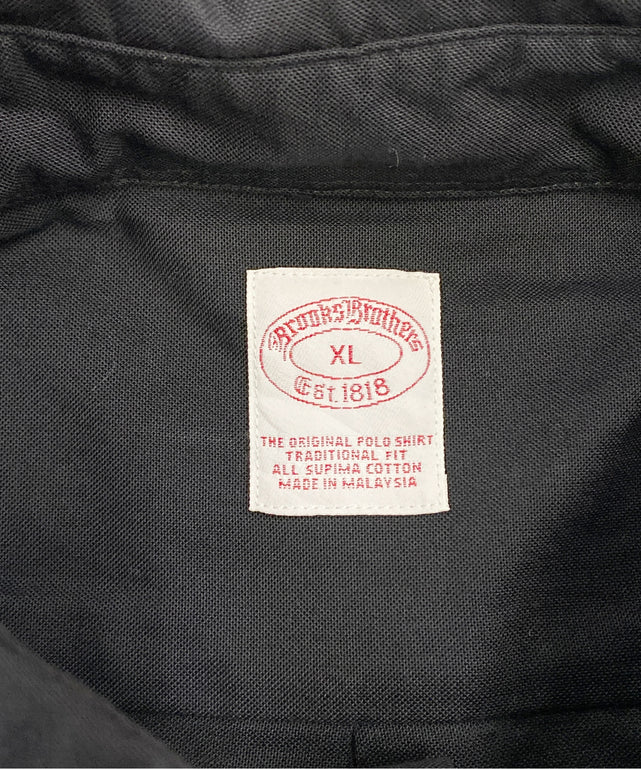 Brooks Brothers
XL
Est. 1818
THE ORIGINAL POLO SHIRT
TRADITIONAL FIT
ALL SUPIMA COTTON
MADE IN MALAYSIA